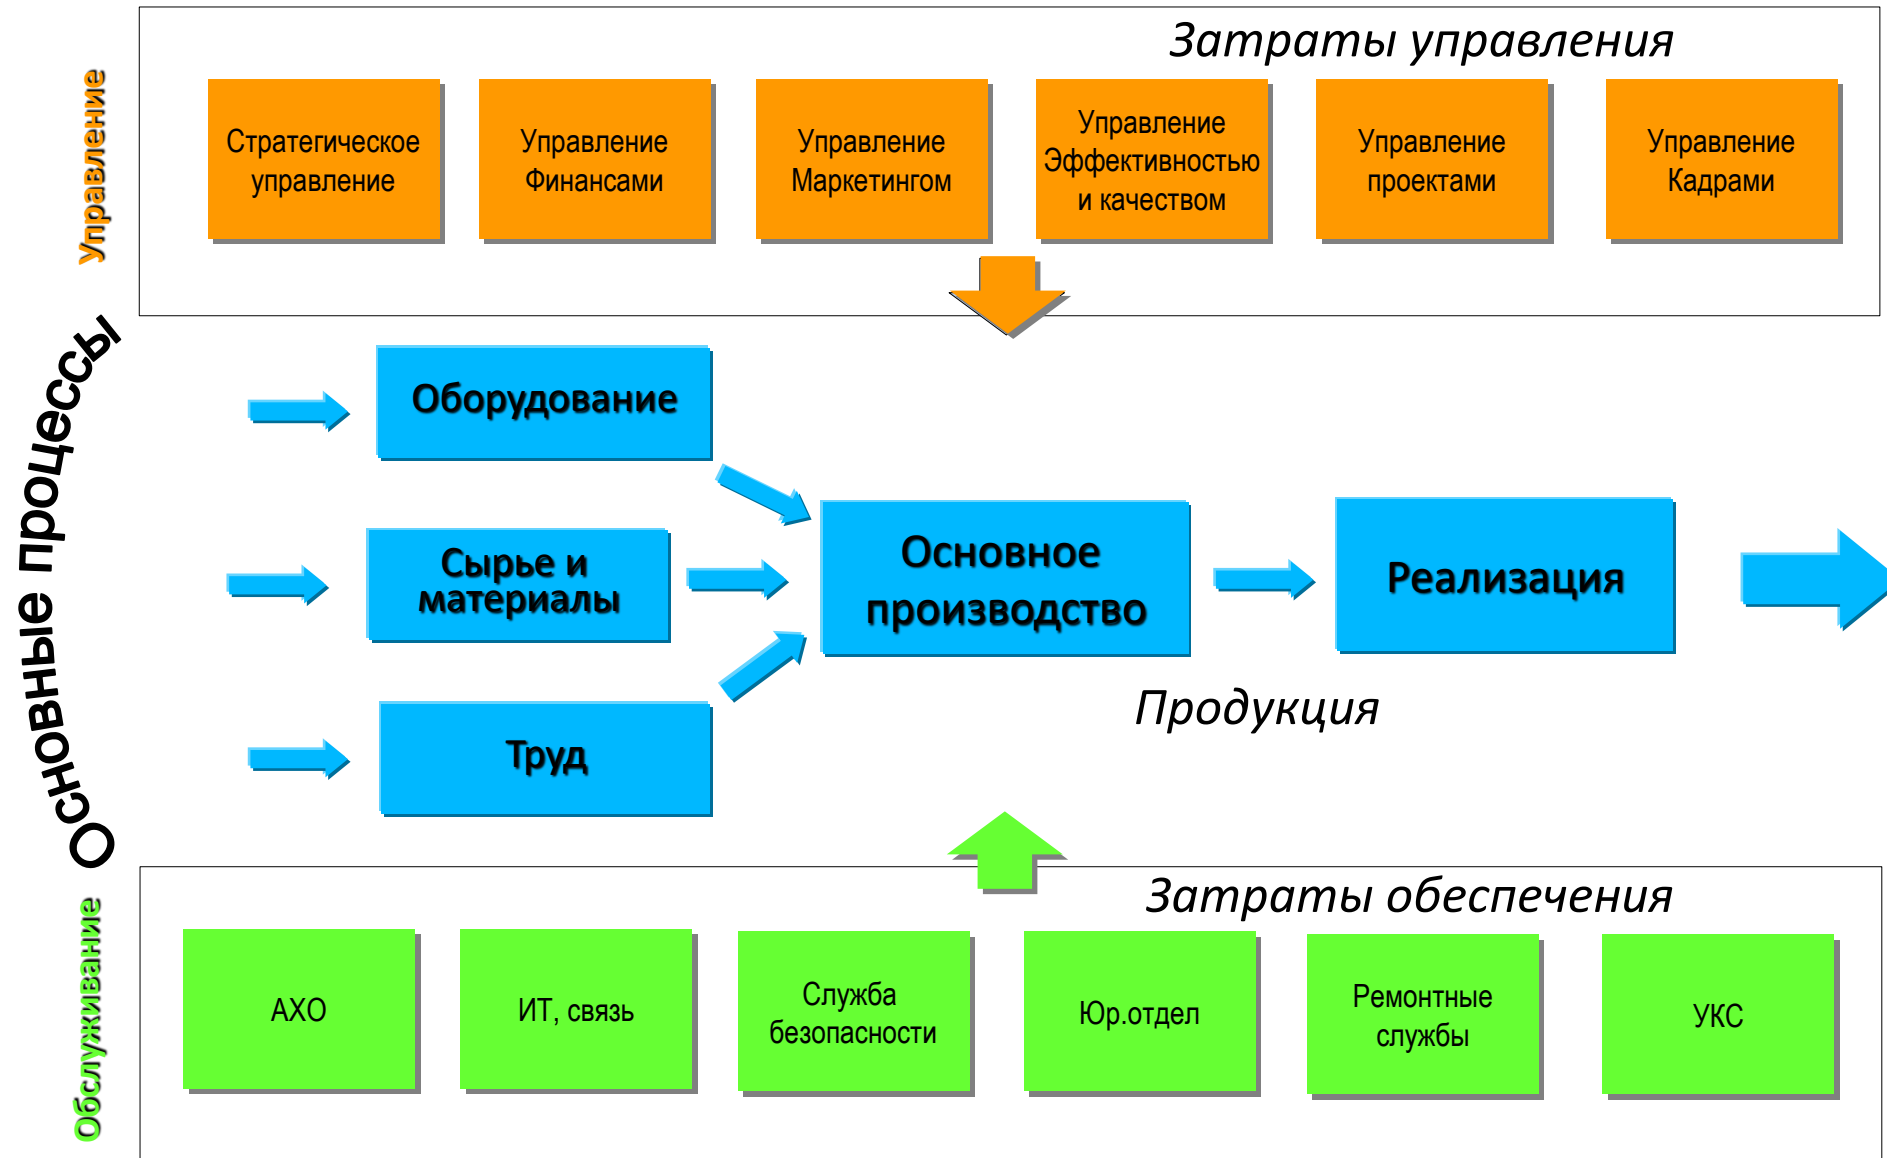 Затраты управления
Управление
Стратегическое
управление
Управление
Финансами
Управление
Маркетингом
Управление
Эффективностью
и качеством
Управление
проектами
Управление
Кадрами
Основные процессы
Оборудование
Сырье и
материалы
Труд
Основное
производство
Реализация
Продукция
Затраты обеспечения
Обслуживание
АХО
ИТ, связь
Служба
безопасности
Юр.отдел
Ремонтные
службы
УКС